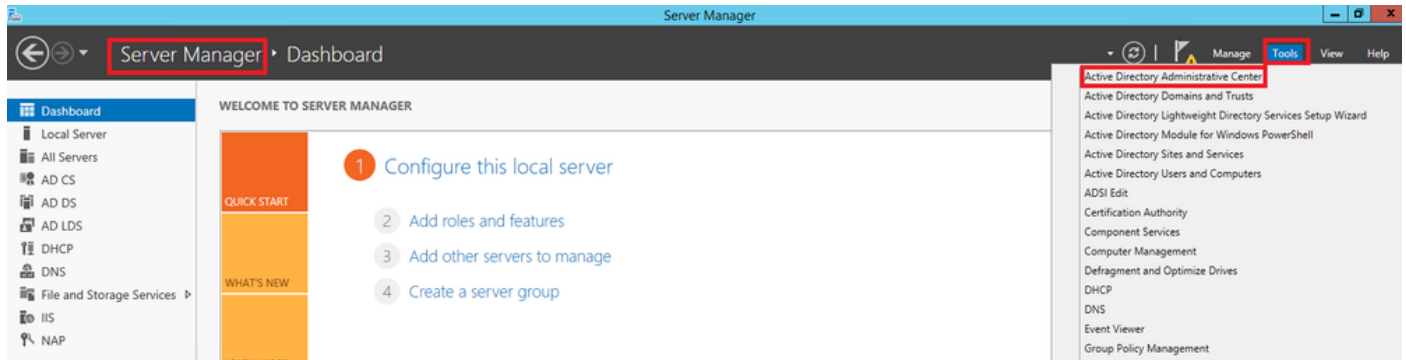 Server Manager
Server Manager • Dashboard
Manage Tools View Help
Dashboard
Local Server
All Servers
AD CS
AD DS
AD LDS
DHCP
DNS
File and Storage Services
IIS
NAP
WELCOME TO SERVER MANAGER
QUICK START
WHAT'S NEW
1 Configure this local server
2 Add roles and features
3 Add other servers to manage
4 Create a server group
Active Directory Administrative Center
Active Directory Domains and Trusts
Active Directory Lightweight Directory Services Setup Wizard
Active Directory Module for Windows PowerShell
Active Directory Sites and Services
Active Directory Users and Computers
ADSI Edit
Certification Authority
Component Services
Computer Management
Defragment and Optimize Drives
DHCP
DNS
Event Viewer
Group Policy Management